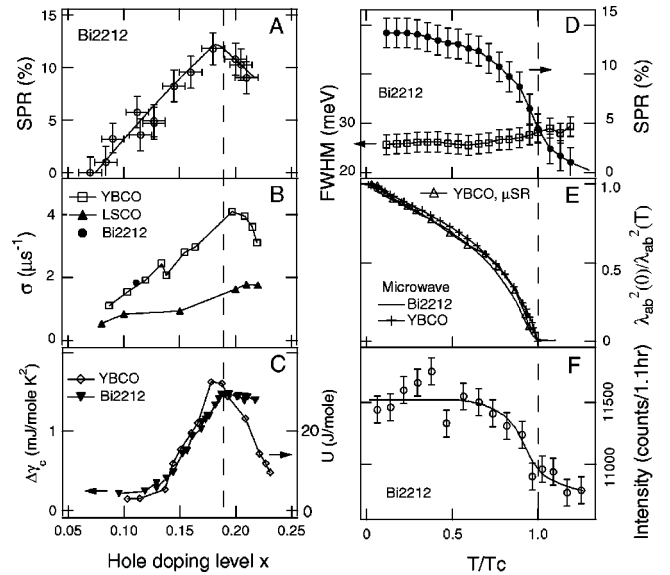 A
Bi2212
15
10
5
0
SPR (%)
B
YBCO
LSCO
Bi2212
4
2
0
σ (μs⁻¹)
C
YBCO
Bi2212
1
0
Δγc (mJ/mole K²)
20
0
U (J/mole)
0.05 0.10 0.15 0.20 0.25
Hole doping level x
D
Bi2212
40
30
20
FWHM (meV)
15
10
5
0
SPR (%)
E
YBCO, μSR
Microwave
Bi2212
YBCO
1.0
0.5
0
λab²(0)/λab²(T)
F
Bi2212
11500
11000
Intensity (counts/1.1hr)
0 0.5 1.0
T/Tc